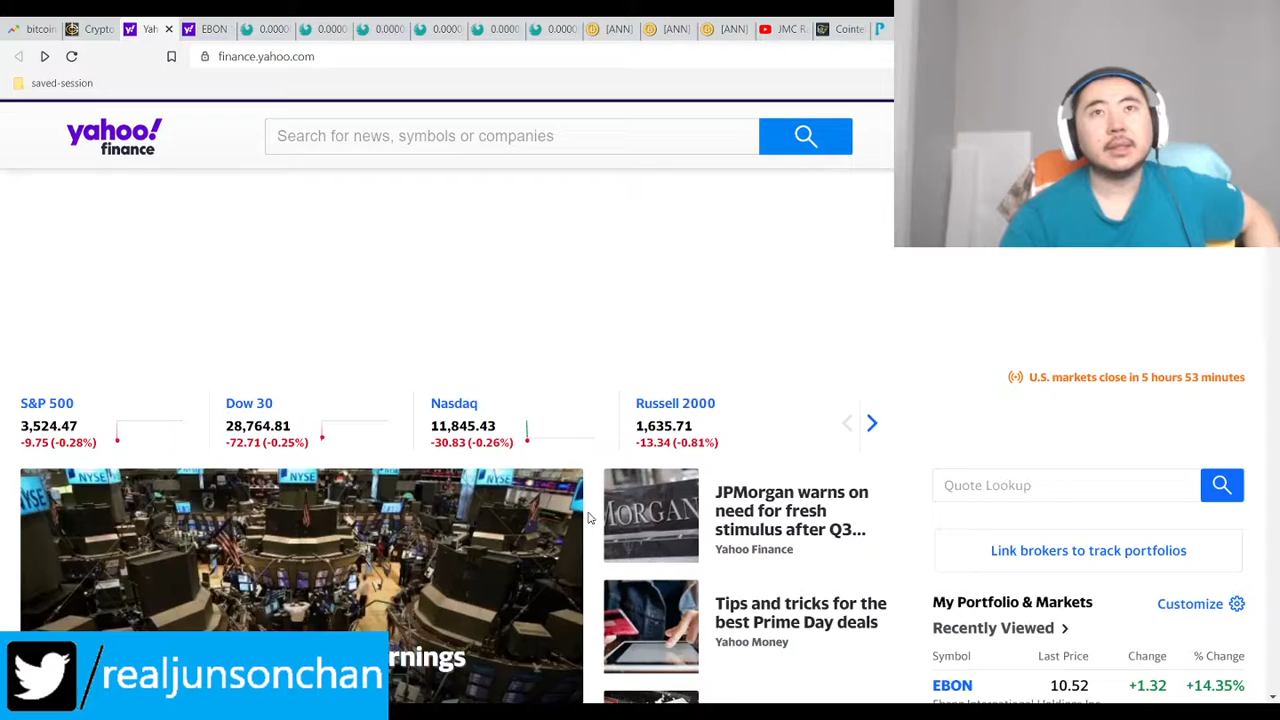 bitcoin
Crypto
Yah
EBON
0.0000
0.0000
0.0000
0.0000
0.0000
0.0000
[ANN]
[ANN]
[ANN]
JMC R
Cointe
finance.yahoo.com
saved-session
yahoo!
finance
Search for news, symbols or companies
U.S. markets close in 5 hours 53 minutes
S&P 500
3,524.47
-9.75 (-0.28%)
Dow 30
28,764.81
-72.71 (-0.25%)
Nasdaq
11,845.43
-30.83 (-0.26%)
Russell 2000
1,635.71
-13.34 (-0.81%)
NYSE
NYSE
NYSE
rnings
MORGAN
JPMorgan warns on
need for fresh
stimulus after Q3...
Yahoo Finance
Tips and tricks for the
best Prime Day deals
Yahoo Money
Quote Lookup
Link brokers to track portfolios
My Portfolio & Markets
Customize
Recently Viewed >
Symbol Last Price Change % Change
EBON 10.52 +1.32 +14.35%
/realjunsonchan